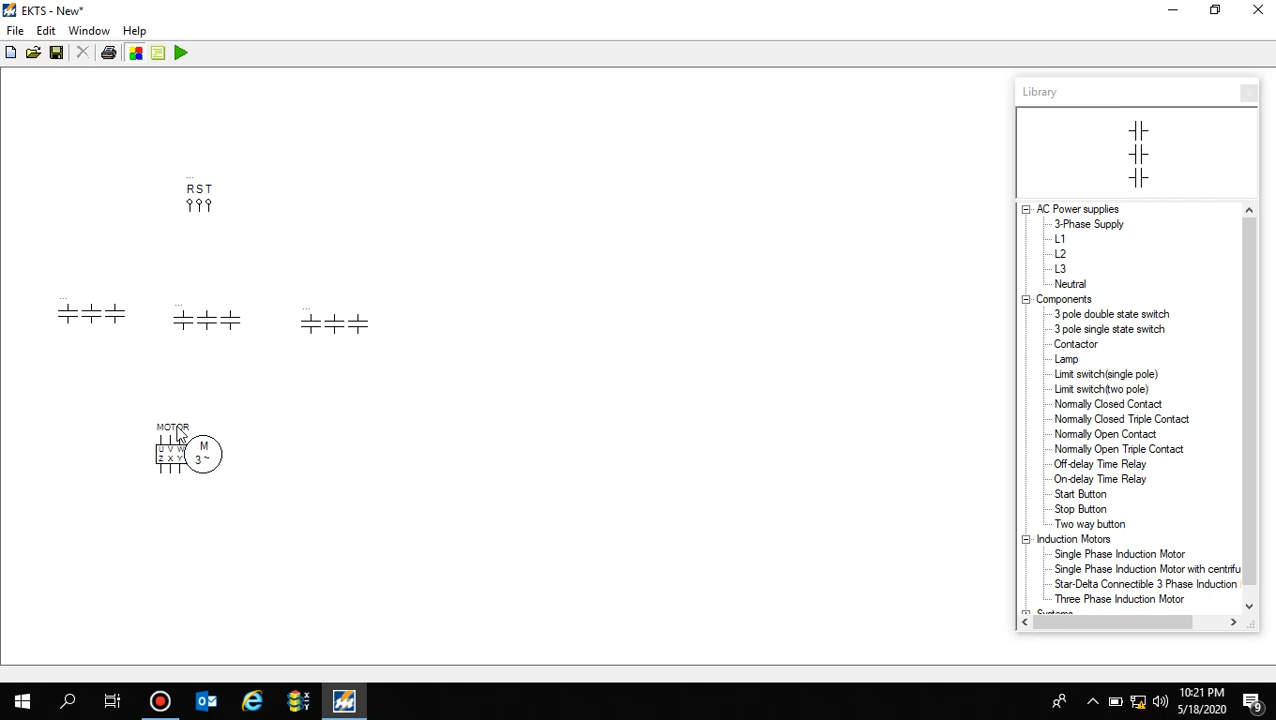 EKTS - New*
File Edit Window Help
Library
...
R S T
...
...
...
MOTOR
M
3 ~
U V W
Z X Y
AC Power supplies
3-Phase Supply
L1
L2
L3
Neutral
Components
3 pole double state switch
3 pole single state switch
Contactor
Lamp
Limit switch(single pole)
Limit switch(two pole)
Normally Closed Contact
Normally Closed Triple Contact
Normally Open Contact
Normally Open Triple Contact
Off-delay Time Relay
On-delay Time Relay
Start Button
Stop Button
Two way button
Induction Motors
Single Phase Induction Motor
Single Phase Induction Motor with centrifu
Star-Delta Connectible 3 Phase Induction
Three Phase Induction Motor
Systems
10:21 PM
5/18/2020
9